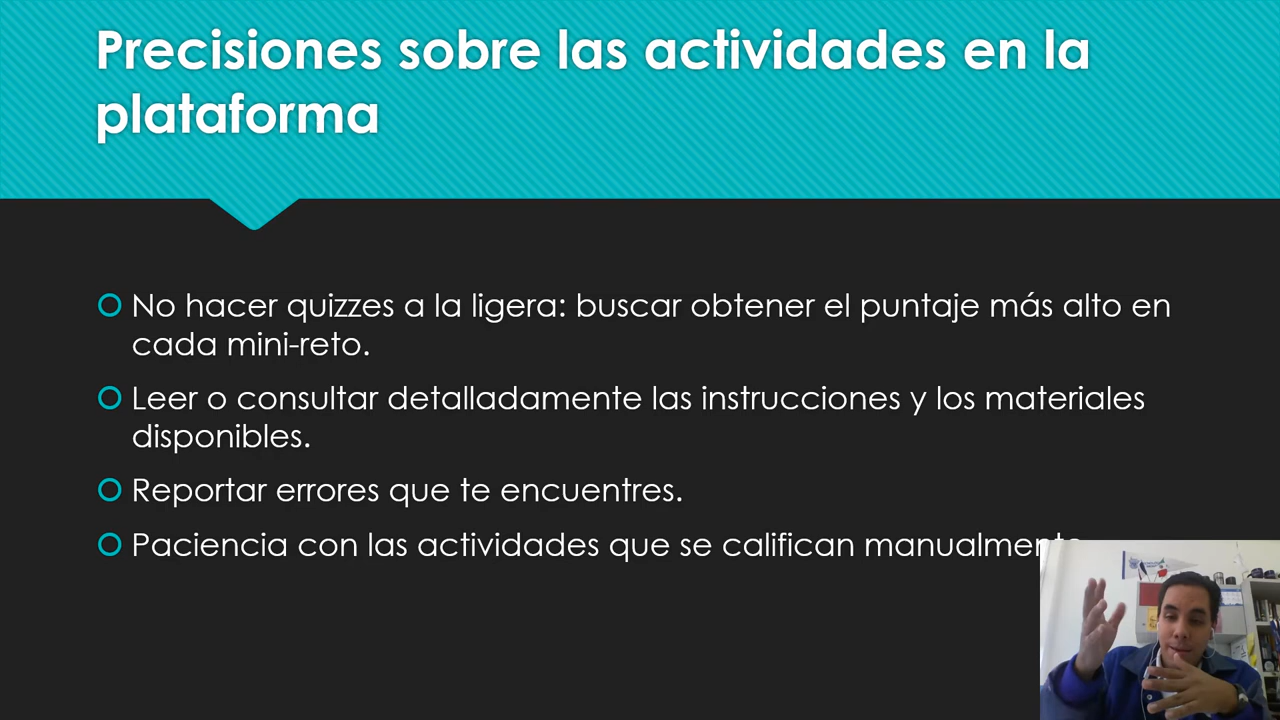 Precisiones sobre las actividades en la
plataforma
No hacer quizzes a la ligera: buscar obtener el puntaje más alto en
cada mini-reto.
Leer o consultar detalladamente las instrucciones y los materiales
disponibles.
Reportar errores que te encuentres.
Paciencia con las actividades que se califican manualmente.